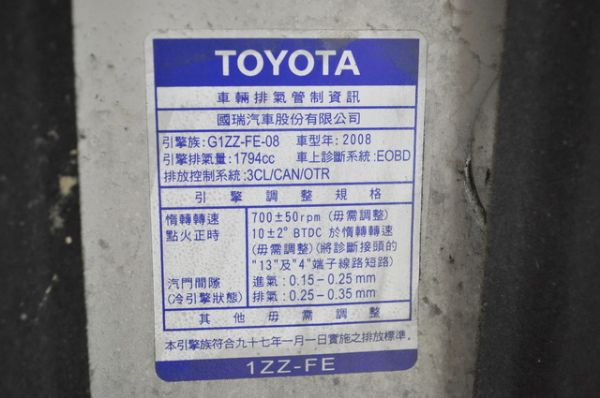 TOYOTA
車輛排氣管制資訊
國瑞汽車股份有限公司
引擎族:G1ZZ-FE-08 車型年:2008
引擎排氣量:1794cc 車上診斷系統:EOBD
排放控制系統:3CL/CAN/OTR
引擎調整規格
惰轉轉速 700±50rpm (毋需調整)
點火正時 10±2° BTDC 於惰轉轉速
(毋需調整)(將診斷接頭的
"13"及"4"端子線路短路)
汽門間隙 進氣:0.15-0.25mm
(冷引擎狀態) 排氣:0.25-0.35mm
其他毋需調整
本引擎族符合九十七年一月一日實施之排放標準。
1ZZ-FE